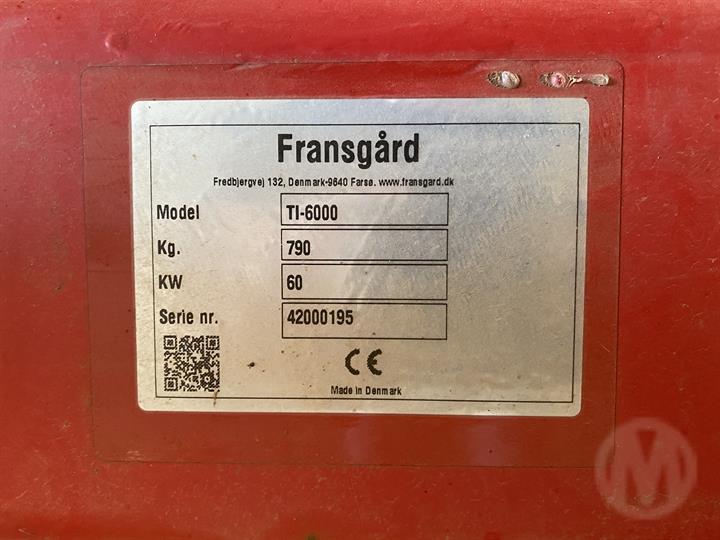 Fransgård
Fredbjergvej 132, Denmark-9640 Farsø. www.fransgard.dk
Model TI-6000
Kg. 790
KW 60
Serie nr. 42000195
CE
Made in Denmark
M